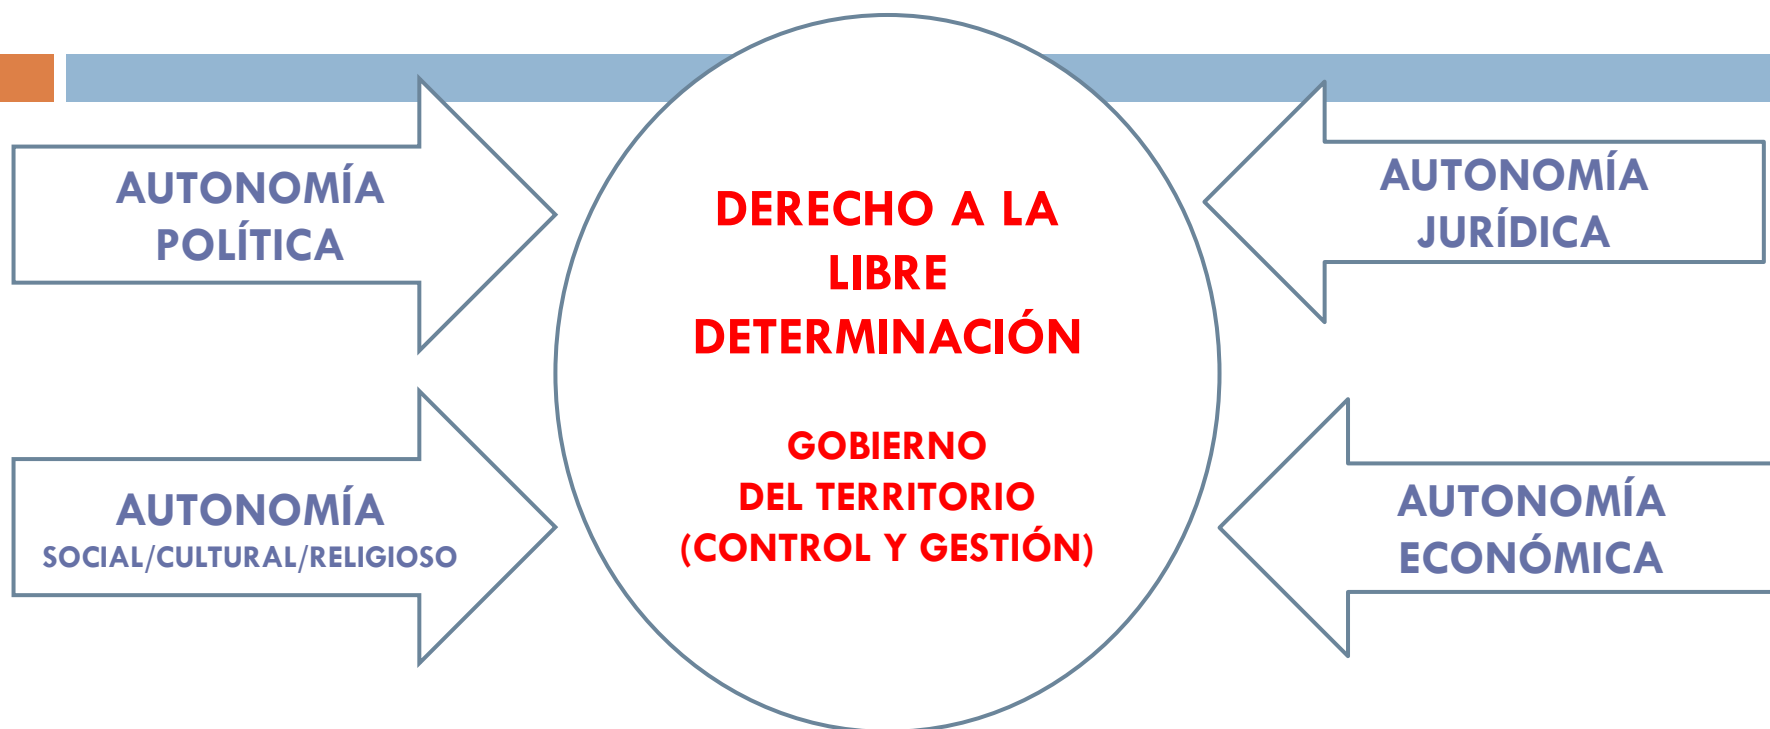 AUTONOMÍA
POLÍTICA
AUTONOMÍA
SOCIAL/CULTURAL/RELIGIOSO
DERECHO A LA
LIBRE
DETERMINACIÓN
GOBIERNO
DEL TERRITORIO
(CONTROL Y GESTIÓN)
AUTONOMÍA
JURÍDICA
AUTONOMÍA
ECONÓMICA